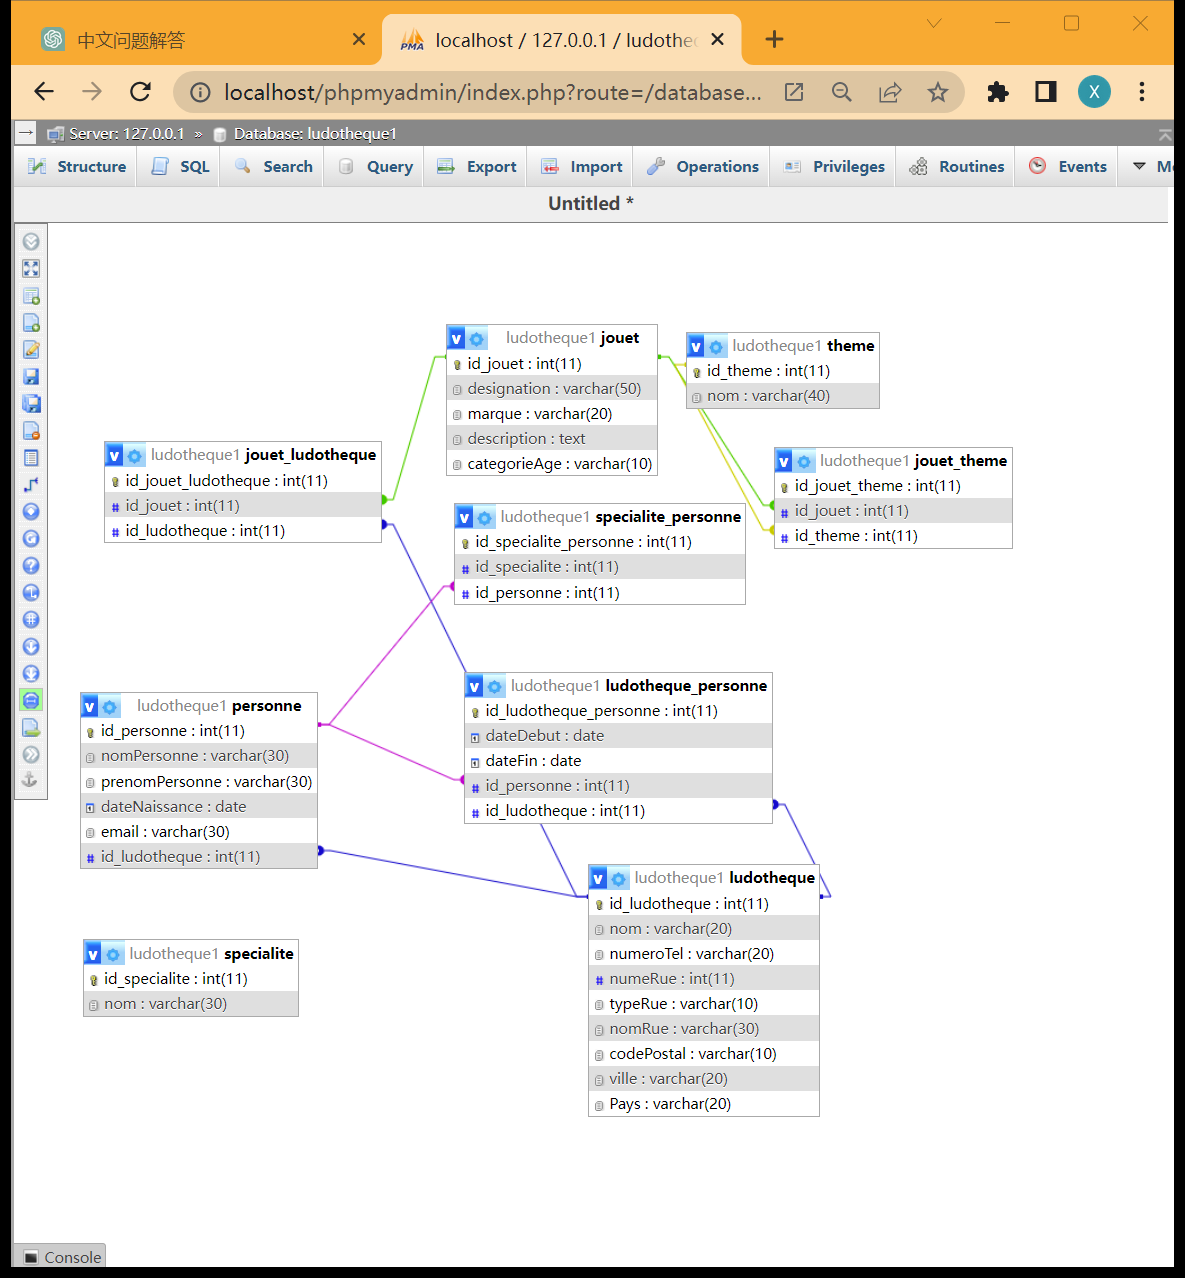 中文问题解答
PMA localhost / 127.0.0.1 / ludothec
localhost/phpmyadmin/index.php?route=/database...
X
Server: 127.0.0.1 » Database: ludotheque1
Structure SQL Search Query Export Import Operations Privileges Routines Events
Untitled *
ludotheque1 jouet
id_jouet : int(11)
designation : varchar(50)
marque : varchar(20)
description : text
categorieAge : varchar(10)
ludotheque1 theme
id_theme : int(11)
nom : varchar(40)
ludotheque1 jouet_ludotheque
id_jouet_ludotheque : int(11)
id_jouet : int(11)
id_ludotheque : int(11)
ludotheque1 jouet_theme
id_jouet_theme : int(11)
id_jouet : int(11)
id_theme : int(11)
ludotheque1 specialite_personne
id_specialite_personne : int(11)
id_specialite : int(11)
id_personne : int(11)
ludotheque1 ludotheque_personne
id_ludotheque_personne : int(11)
dateDebut : date
dateFin : date
id_personne : int(11)
id_ludotheque : int(11)
ludotheque1 personne
id_personne : int(11)
nomPersonne : varchar(30)
prenomPersonne : varchar(30)
dateNaissance : date
email : varchar(30)
id_ludotheque : int(11)
ludotheque1 ludotheque
id_ludotheque : int(11)
nom : varchar(20)
numeroTel : varchar(20)
numeRue : int(11)
typeRue : varchar(10)
nomRue : varchar(30)
codePostal : varchar(10)
ville : varchar(20)
Pays : varchar(20)
ludotheque1 specialite
id_specialite : int(11)
nom : varchar(30)
Console